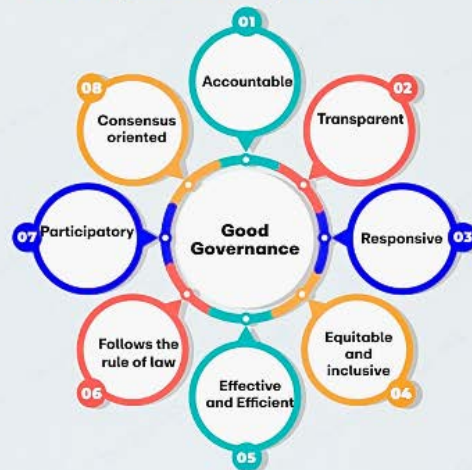 01
Accountable
02
Transparent
03
Responsive
04
Equitable
and
inclusive
05
Effective
and Efficient
06
Follows the
rule of law
07
Participatory
08
Consensus
oriented
Good
Governance